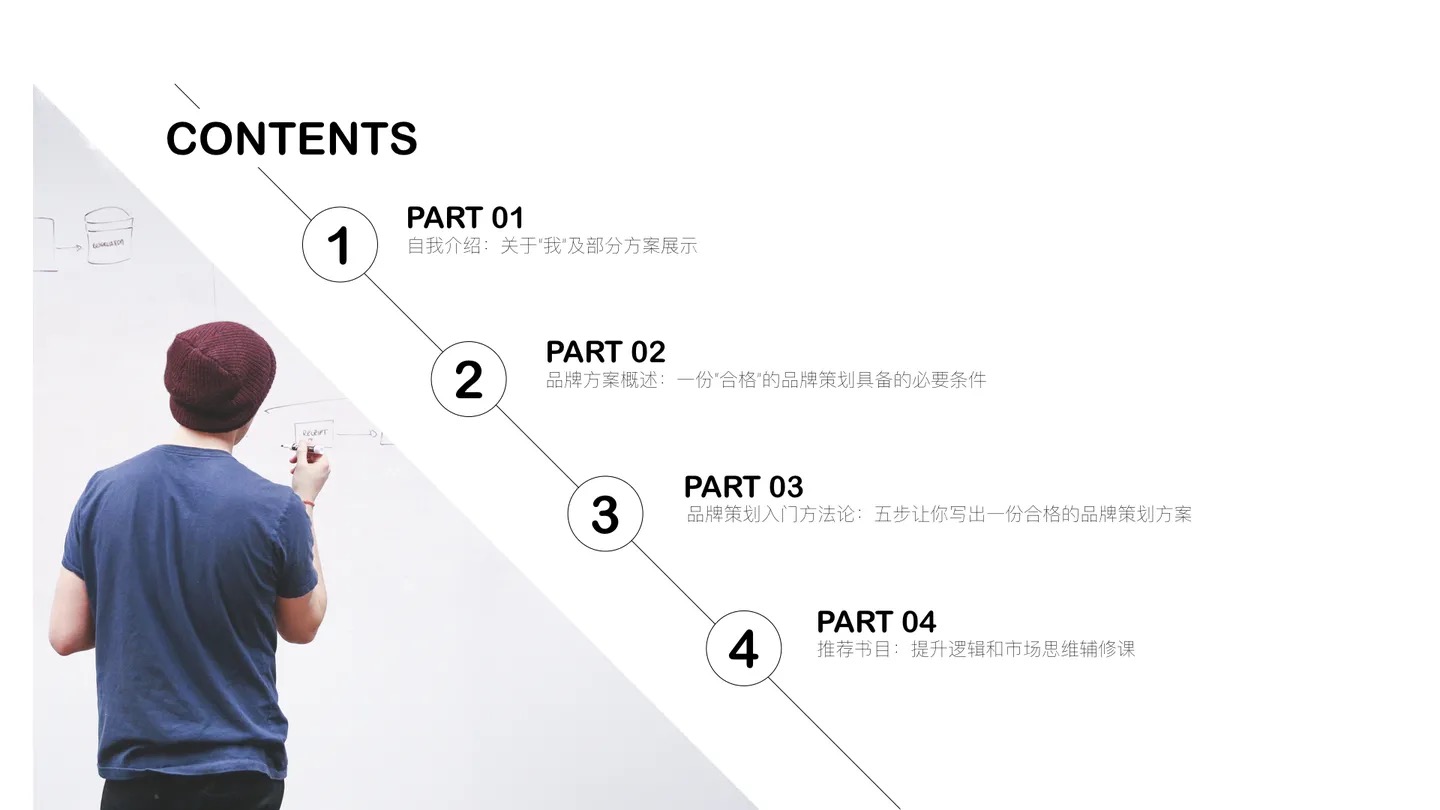 CONTENTS
1
PART 01
自我介绍：关于"我"及部分方案展示
2
PART 02
品牌方案概述：一份"合格"的品牌策划具备的必要条件
3
PART 03
品牌策划入门方法论：五步让你写出一份合格的品牌策划方案
4
PART 04
推荐书目：提升逻辑和市场思维辅修课